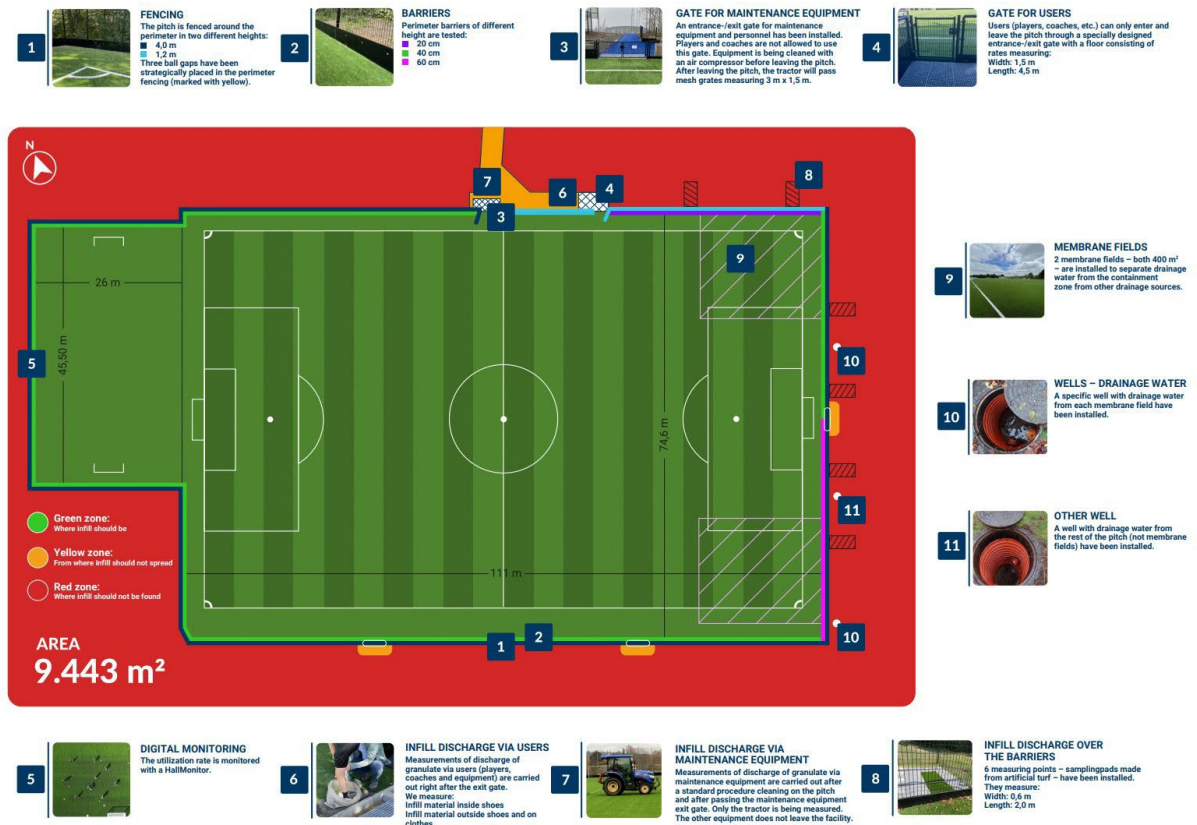 1
FENCING
The pitch is fenced around the
perimeter in two different heights:
4,0 m
1,2 m
Three ball gaps have been
strategically placed in the perimeter
fencing (marked with yellow).
2
BARRIERS
Perimeter barriers of different
height are tested:
20 cm
40 cm
60 cm
3
GATE FOR MAINTENANCE EQUIPMENT
An entrance-/exit gate for maintenance
equipment and personnel has been installed.
Players and coaches are not allowed to use
this gate. Equipment is being cleaned with
an air compressor before leaving the pitch.
After leaving the pitch, the tractor will pass
mesh grates measuring 3 m x 1,5 m.
4
GATE FOR USERS
Users (players, coaches, etc.) can only enter and
leave the pitch through a specially designed
entrance-/exit gate with a floor consisting of
rates measuring:
Width: 1,5 m
Length: 4,5 m
N
7
6
4
8
3
9
26 m
45,50 m
5
74,6 m
10
11
111 m
10
1
2
Green zone:
Where infill should be
Yellow zone:
From where infill should not spread
Red zone:
Where infill should not be found
AREA
9.443 m²
9
MEMBRANE FIELDS
2 membrane fields – both 400 m²
– are installed to separate drainage
water from the containment
zone from other drainage sources.
10
WELLS – DRAINAGE WATER
A specific well with drainage water
from each membrane field have
been installed.
11
OTHER WELL
A well with drainage water from
the rest of the pitch (not membrane
fields) have been installed.
5
DIGITAL MONITORING
The utilization rate is monitored
with a HallMonitor.
6
INFILL DISCHARGE VIA USERS
Measurements of discharge of
granulate via users (players,
coaches and equipment) are carried
out right after the exit gate.
We measure:
Infill material inside shoes
Infill material outside shoes and on
clothes
7
INFILL DISCHARGE VIA
MAINTENANCE EQUIPMENT
Measurements of discharge of granulate via
maintenance equipment are carried out after
a standard procedure cleaning on the pitch
and after passing the maintenance equipment
exit gate. Only the tractor is being measured.
The other equipment does not leave the facility.
8
INFILL DISCHARGE OVER
THE BARRIERS
6 measuring points – samplingpads made
from artificial turf – have been installed.
They measure:
Width: 0,6 m
Length: 2,0 m